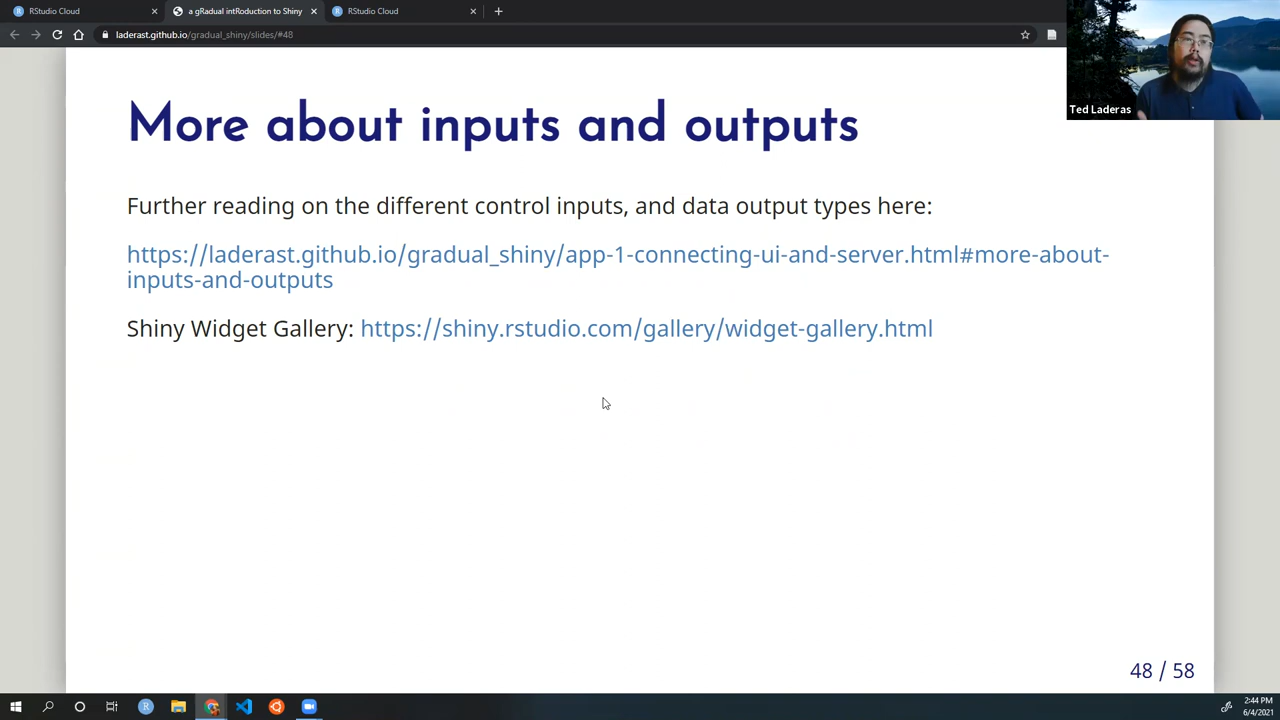 RStudio Cloud
a gRadual intRoduction to Shiny
RStudio Cloud
laderast.github.io/gradual_shiny/slides/#48
Ted Laderas
More about inputs and outputs
Further reading on the different control inputs, and data output types here:
https://laderast.github.io/gradual_shiny/app-1-connecting-ui-and-server.html#more-about-
inputs-and-outputs
Shiny Widget Gallery: https://shiny.rstudio.com/gallery/widget-gallery.html
48 / 58
2:44 PM
6/4/2021